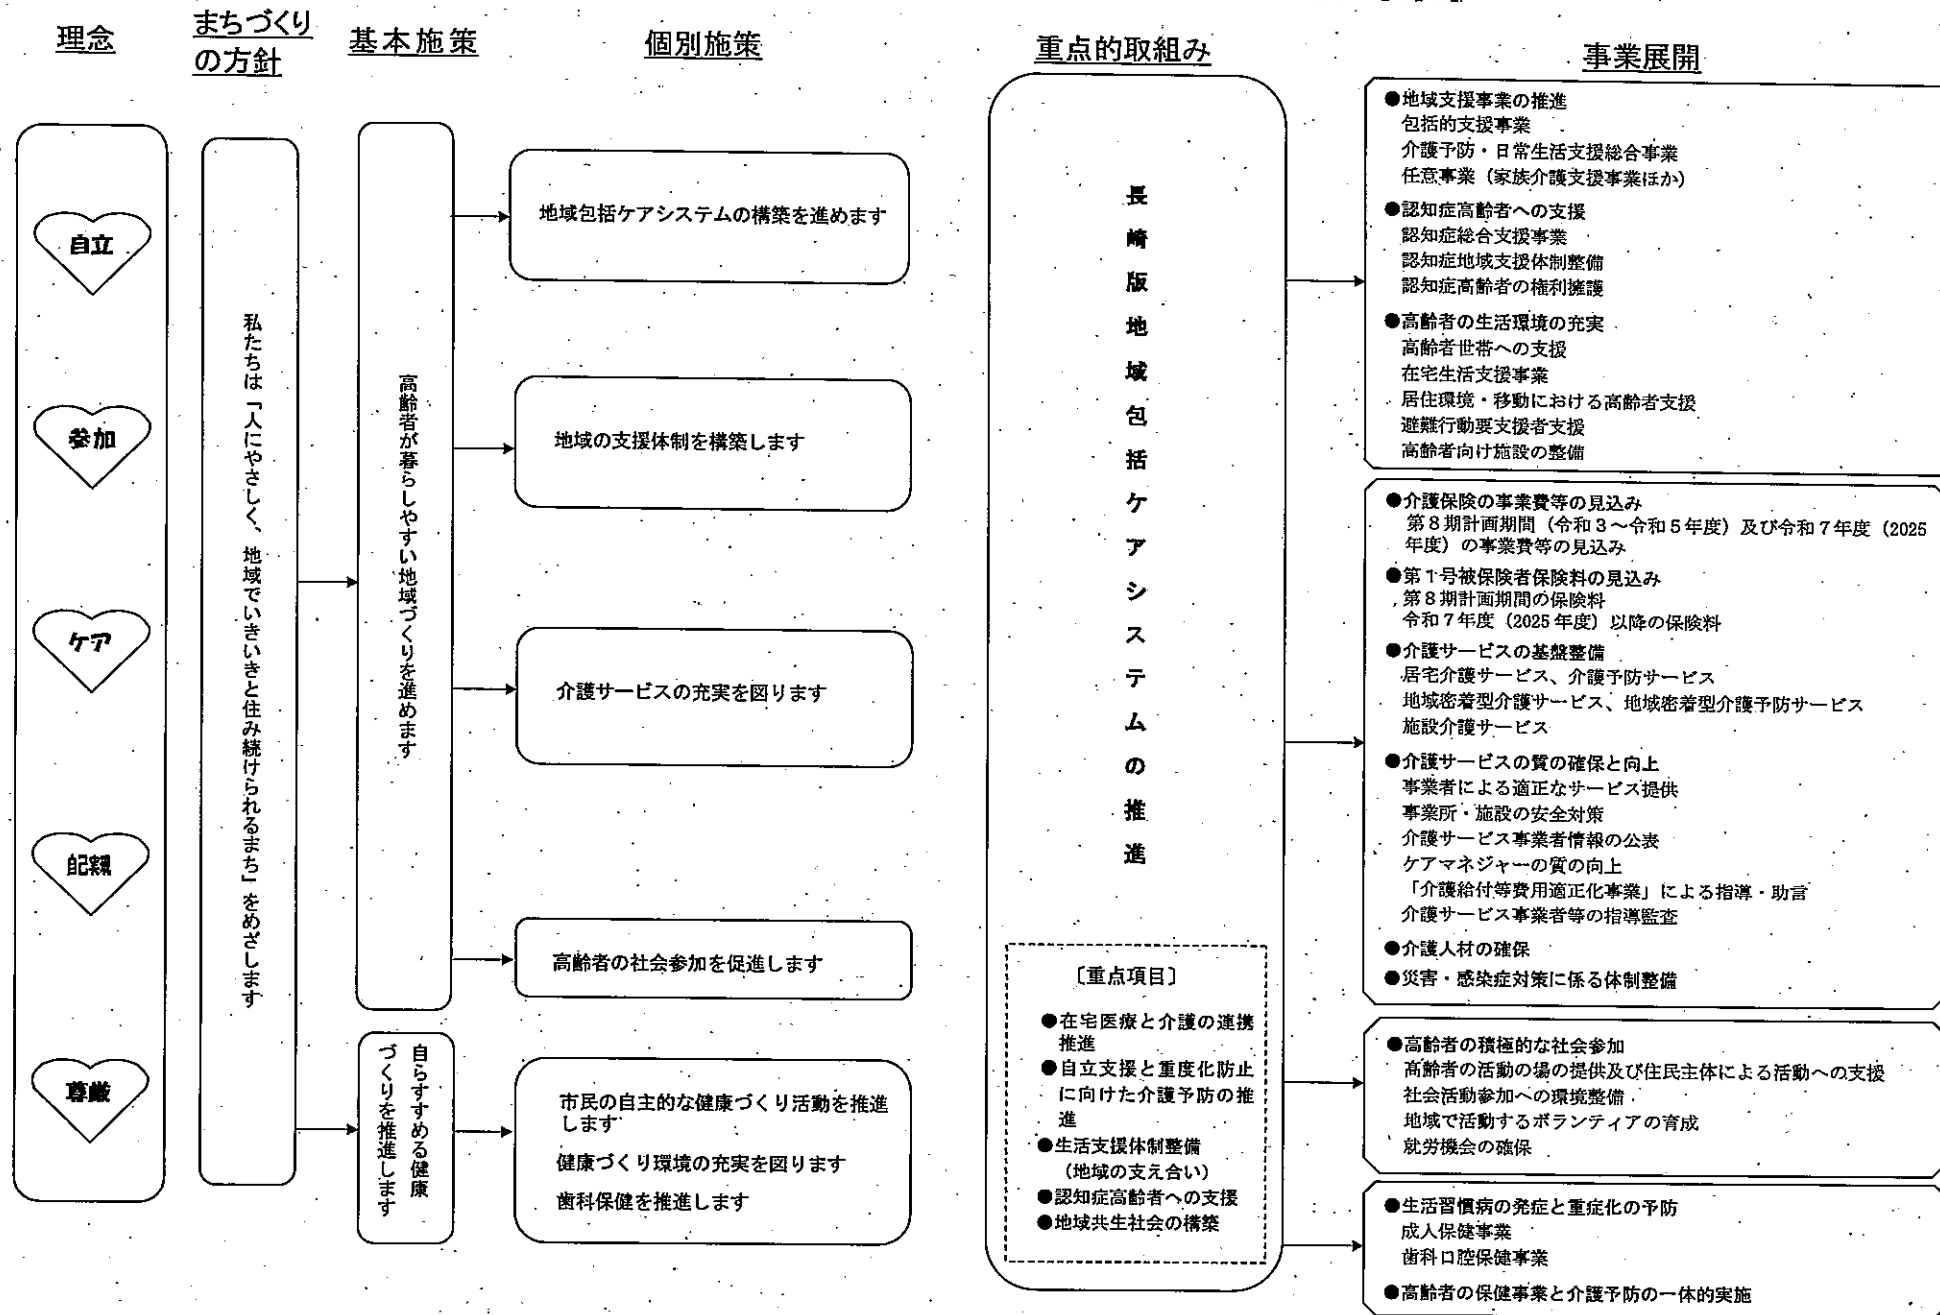 理念
まちづくり
の方針
基本施策
個別施策
重点的取組み
事業展開
自立
参加
ケア
尊厳
私たちは「人にやさしく、地域でいきいきと住み続けられるまち」をめざします
高齢者が暮らしやすい地域づくりを進めます
自らすすめる健康
づくりを推進します
地域包括ケアシステムの構築を進めます
地域の支援体制を構築します
介護サービスの充実を図ります
高齢者の社会参加を促進します
市民の自主的な健康づくり活動を推進
します
健康づくり環境の充実を図ります
歯科保健を推進します
長崎版地域包括ケアシステムの推進
〔重点項目〕
●在宅医療と介護の連携
推進
●自立支援と重度化防止
に向けた介護予防の推
進
●生活支援体制整備
(地域の支え合い)
●認知症高齢者への支援
●地域共生社会の構築
●地域支援事業の推進
包括的支援事業
介護予防・日常生活支援総合事業
任意事業(家族介護支援事業ほか)
●認知症高齢者への支援
認知症総合支援事業
認知症地域支援体制整備
認知症高齢者の権利擁護
●高齢者の生活環境の充実
高齢者世帯への支援
在宅生活支援事業
居住環境・移動における高齢者支援
避難行動要支援者支援
高齢者向け施設の整備
●介護保険の事業費等の見込み
第8期計画期間(令和3~令和5年度)及び令和7年度(2025
年度)の事業費等の見込み
●第1号被保険者保険料の見込み
第8期計画期間の保険料
令和7年度(2025年度)以降の保険料
●介護サービスの基盤整備
居宅介護サービス、介護予防サービス
地域密着型介護サービス、地域密着型介護予防サービス
施設介護サービス
●介護サービスの質の確保と向上
事業者による適正なサービス提供
事業所・施設の安全対策
介護サービス事業者情報の公表
ケアマネジャーの質の向上
「介護給付等費用適正化事業」による指導・助言
介護サービス事業者等の指導監査
●介護人材の確保
●災害・感染症対策に係る体制整備
●高齢者の積極的な社会参加
高齢者の活動の場の提供及び住民主体による活動への支援
社会活動参加への環境整備
地域で活動するボランティアの育成
就労機会の確保
●生活習慣病の発症と重症化の予防
成人保健事業
歯科口腔保健事業
●高齢者の保健事業と介護予防の一体的実施